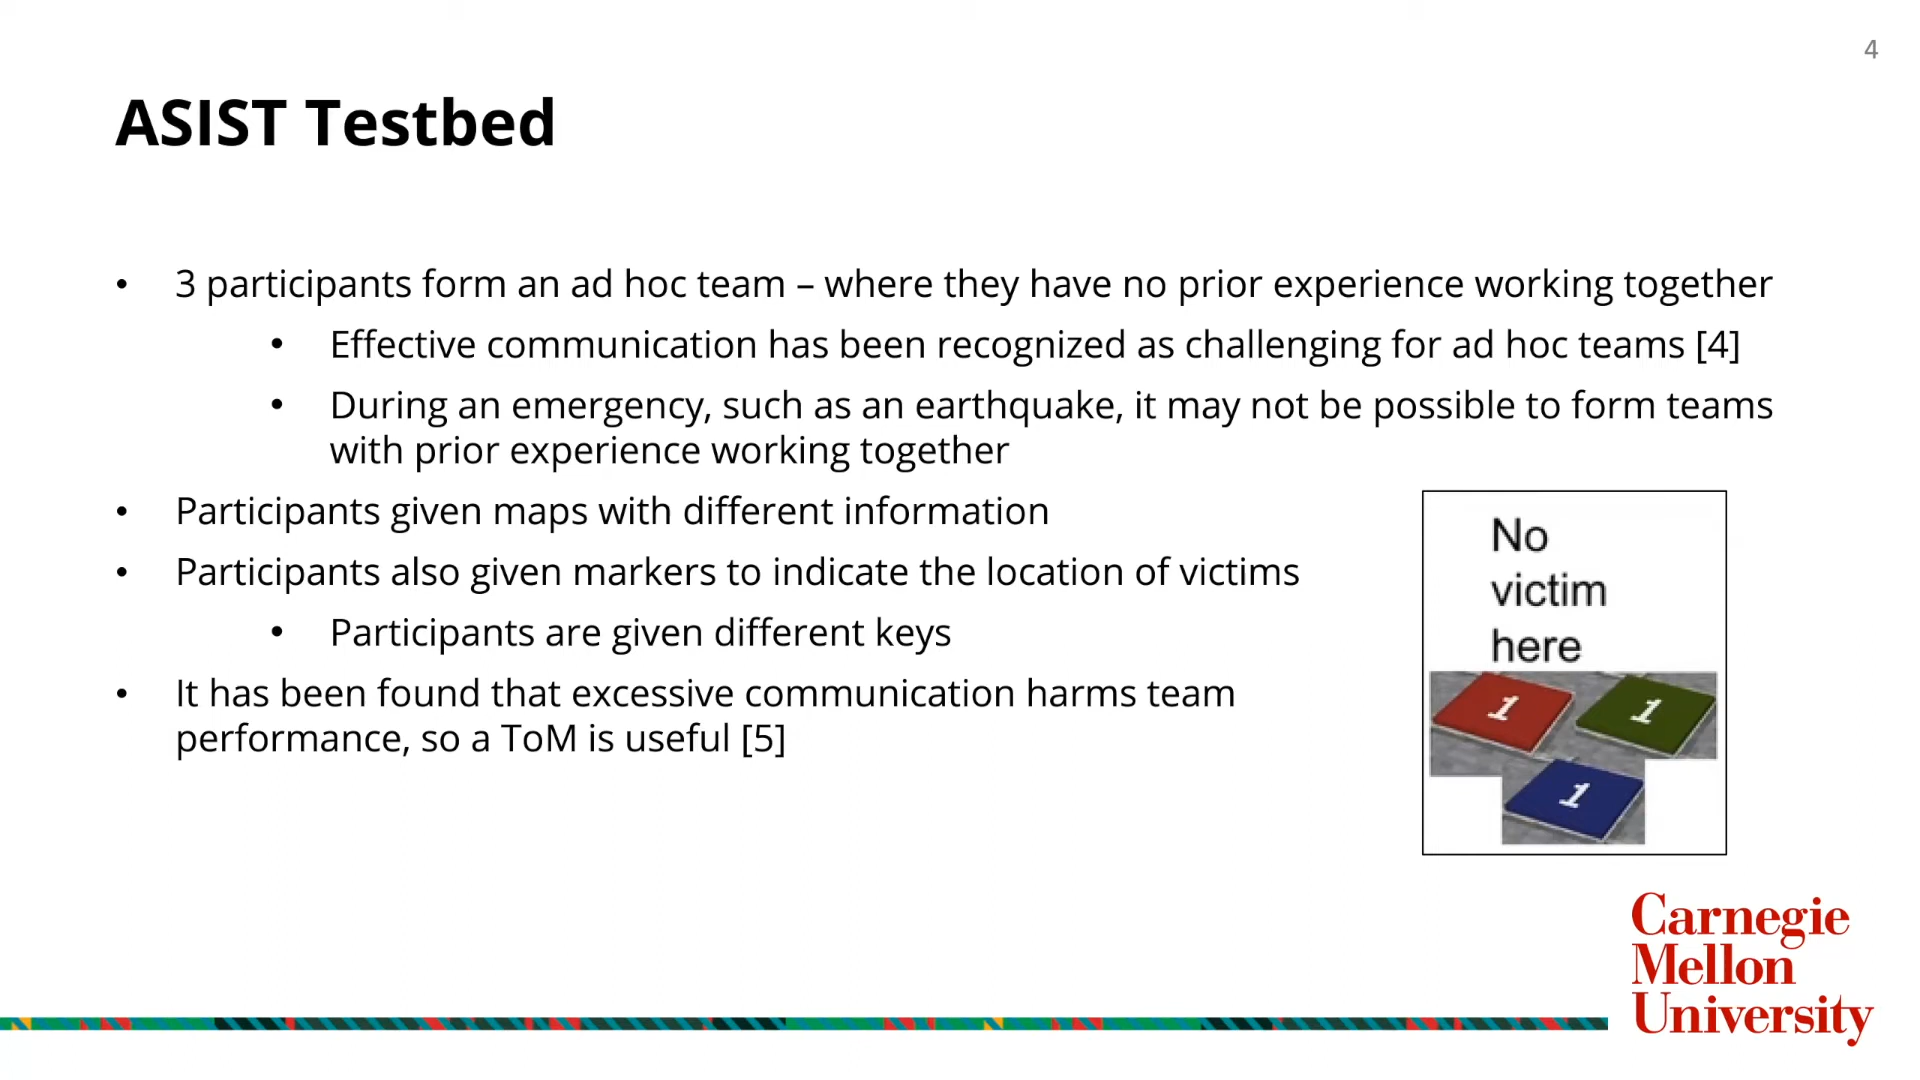 4
ASIST Testbed
• 3 participants form an ad hoc team – where they have no prior experience working together
• Effective communication has been recognized as challenging for ad hoc teams [4]
• During an emergency, such as an earthquake, it may not be possible to form teams
with prior experience working together
• Participants given maps with different information
• Participants also given markers to indicate the location of victims
• Participants are given different keys
• It has been found that excessive communication harms team
performance, so a ToM is useful [5]
No
victim
here
1 1
1
Carnegie
Mellon
University